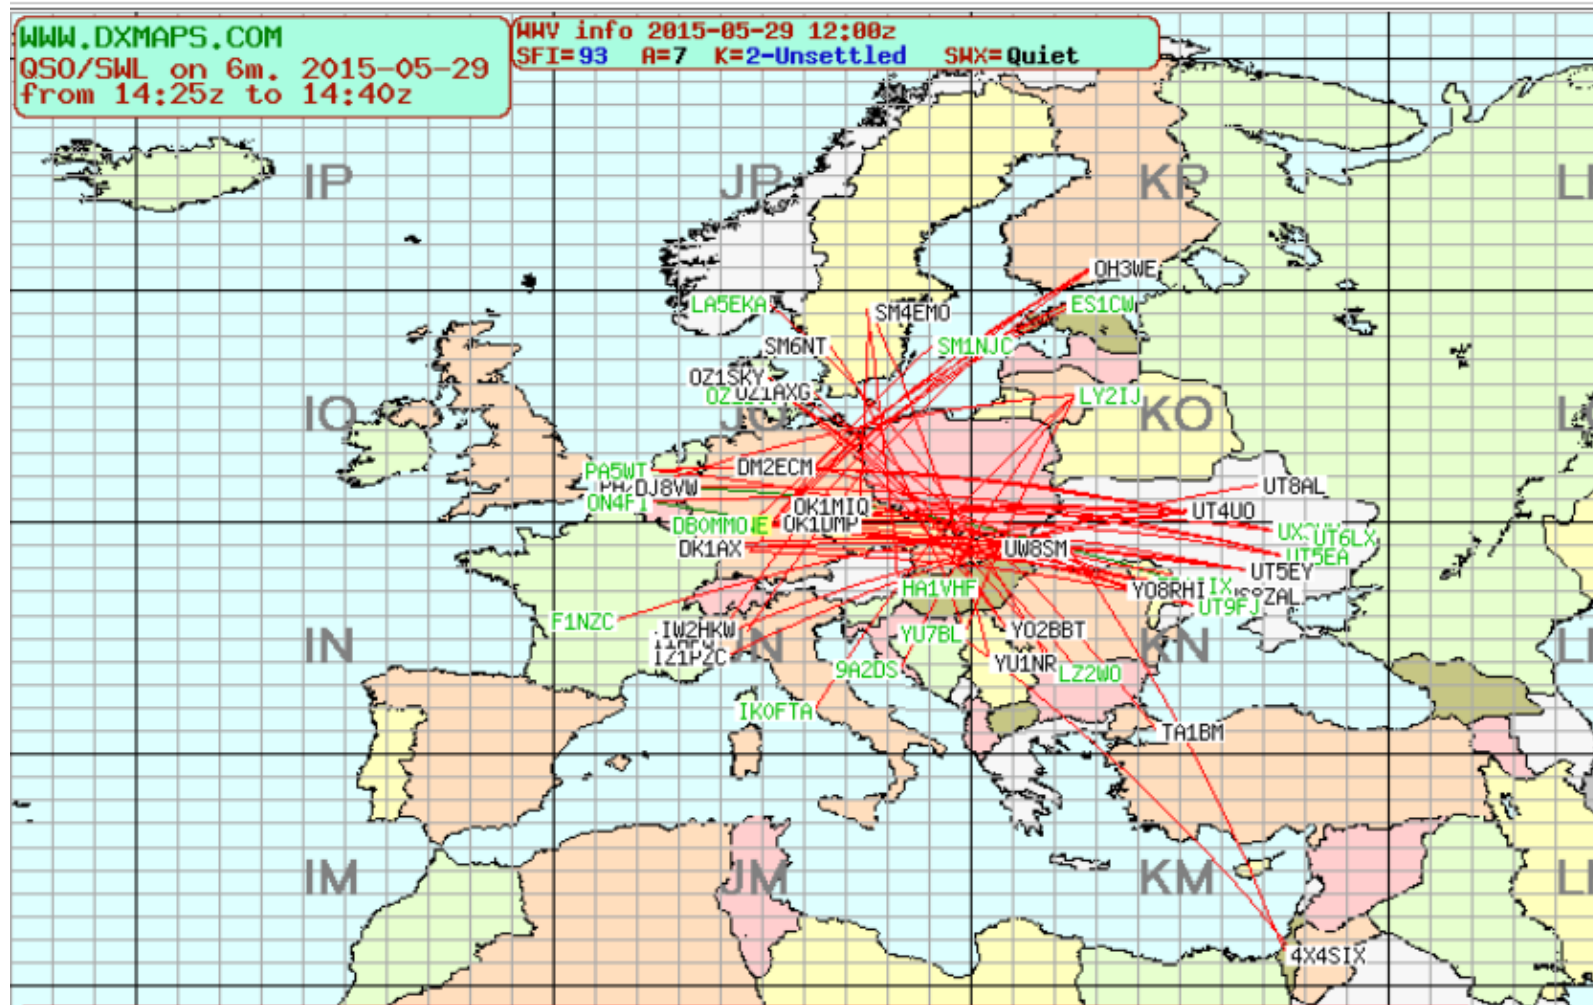 WWW.DXMAPS.COM
QSO/SWL on 6m. 2015-05-29
from 14:25z to 14:40z
WWV info 2015-05-29 12:00z
SFI=93 A=7 K=2-Unsettled SWX=Quiet
IP
JP
KP
OH3WE
LA5EKA
SM4EMO
ES1CW
SM6NT
SM1NJC
OZ1SKY
OZ1AXG
LY2IJ
IO
JO
KO
PA5WT
DM2ECM
DJ8VW
UT8AL
ON4FI
OK1MIQ
UT4UO
DB0MMO
OK1DMP
UT6LX
DK1AX
UW8SM
UT5EA
UT5EY
HA1VHF
YO8RHI
UT9FJ
F1NZC
IW2HKW
YU7BL
YO2BBT
IN
JN
KN
IZ1PZC
9A2DS
YU1NR
LZ2WO
IK0FTA
TA1BM
IM
JM
KM
4X4SIX